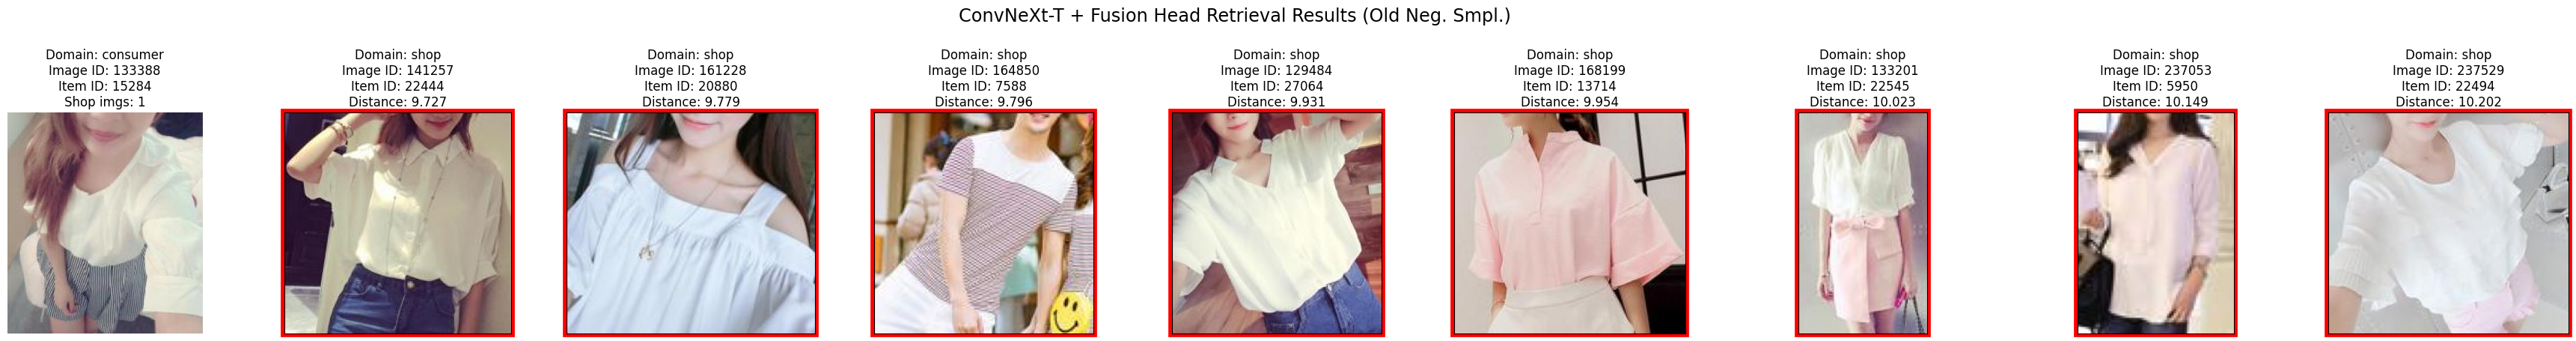 ConvNeXt-T + Fusion Head Retrieval Results (Old Neg. Smpl.)
Domain: consumer
Image ID: 133388
Item ID: 15284
Shop imgs: 1
Domain: shop
Image ID: 141257
Item ID: 22444
Distance: 9.727
Domain: shop
Image ID: 161228
Item ID: 20880
Distance: 9.779
Domain: shop
Image ID: 164850
Item ID: 7588
Distance: 9.796
Domain: shop
Image ID: 129484
Item ID: 27064
Distance: 9.931
Domain: shop
Image ID: 168199
Item ID: 13714
Distance: 9.954
Domain: shop
Image ID: 133201
Item ID: 22545
Distance: 10.023
Domain: shop
Image ID: 237053
Item ID: 5950
Distance: 10.149
Domain: shop
Image ID: 237529
Item ID: 22494
Distance: 10.202